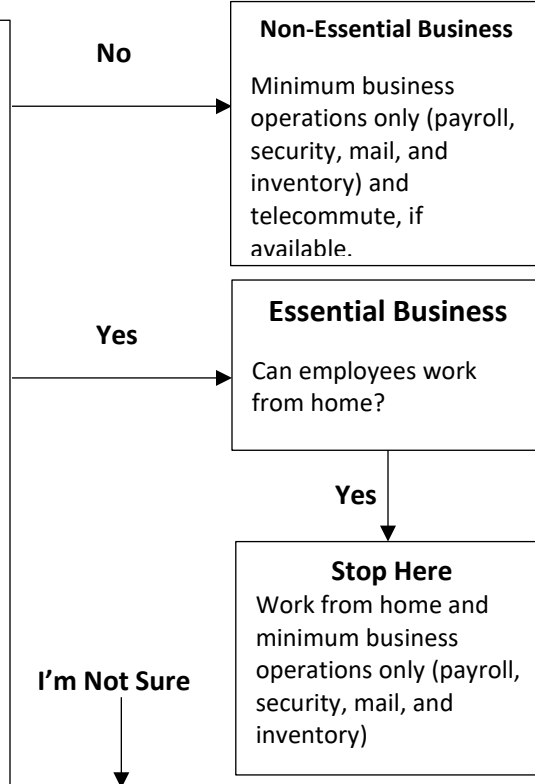 No
Non-Essential Business
Minimum business
operations only (payroll,
security, mail, and
inventory) and
telecommute, if
available.
Yes
Essential Business
Can employees work
from home?
Yes
Stop Here
Work from home and
minimum business
operations only (payroll,
security, mail, and
inventory)
I'm Not Sure